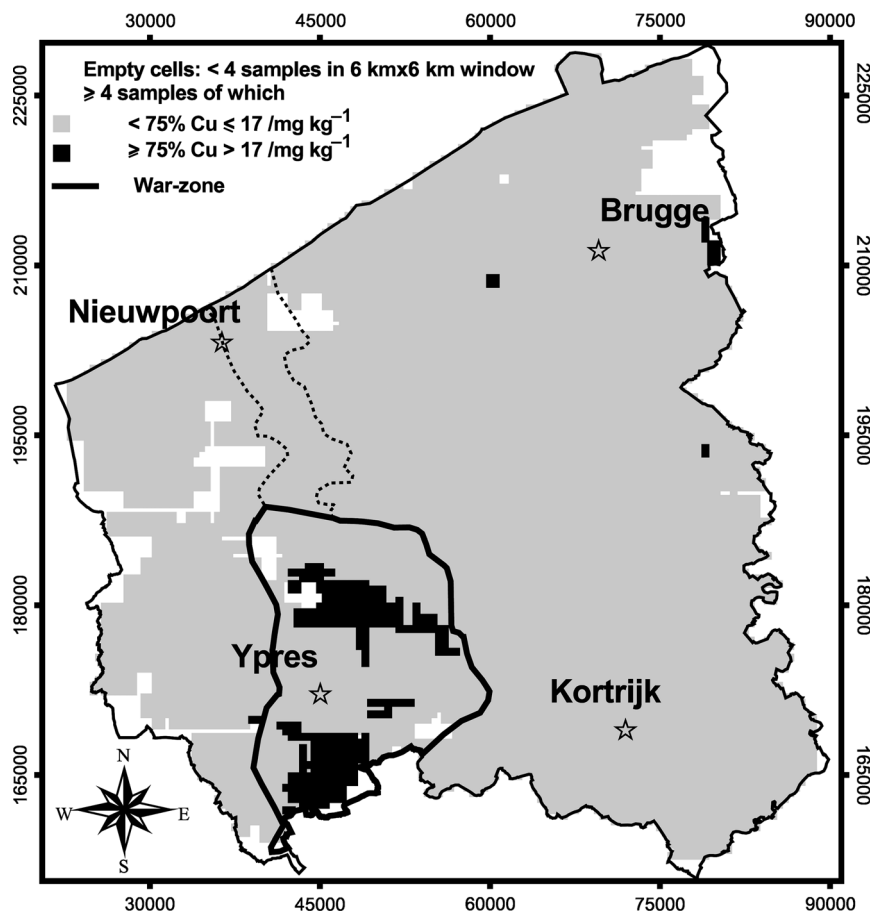 30000 45000 60000 75000 90000
Empty cells: < 4 samples in 6 kmx6 km window
⩾ 4 samples of which
< 75% Cu ⩽ 17 /mg kg⁻¹
⩾ 75% Cu > 17 /mg kg⁻¹
War-zone
225000 225000
Brugge
210000 210000
Nieuwpoort
195000 195000
180000 180000
Ypres
Kortrijk
165000 165000
N
W E
S
30000 45000 60000 75000 90000